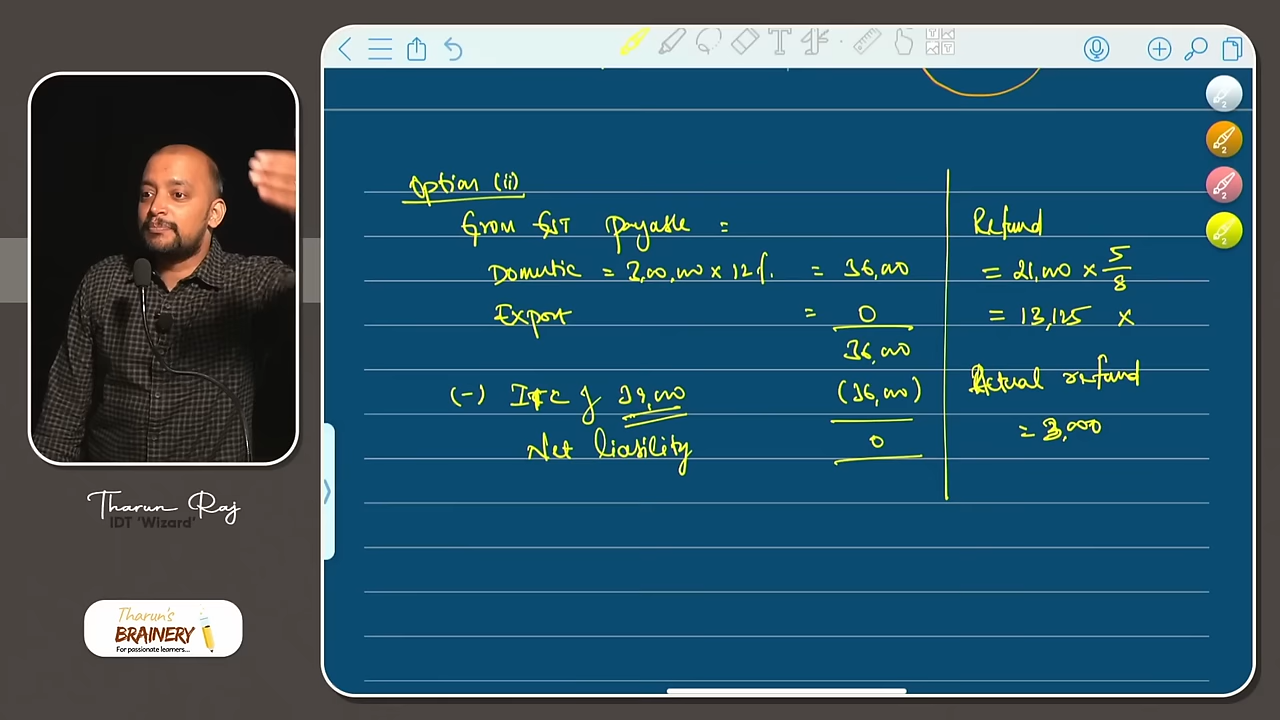 Option (ii)
Gross GST payable =
Domestic = 3,00,000 x 12% = 36,000
Export = 0
36,000
(-) ITC of 39,000 (36,000)
Net liability 0
Refund
= 21,000 x 5/8
= 13,125 x
Actual refund
= 3,000
Tharun Raj
IDT 'Wizard'
Tharun's
BRAINERY
For passionate learners...